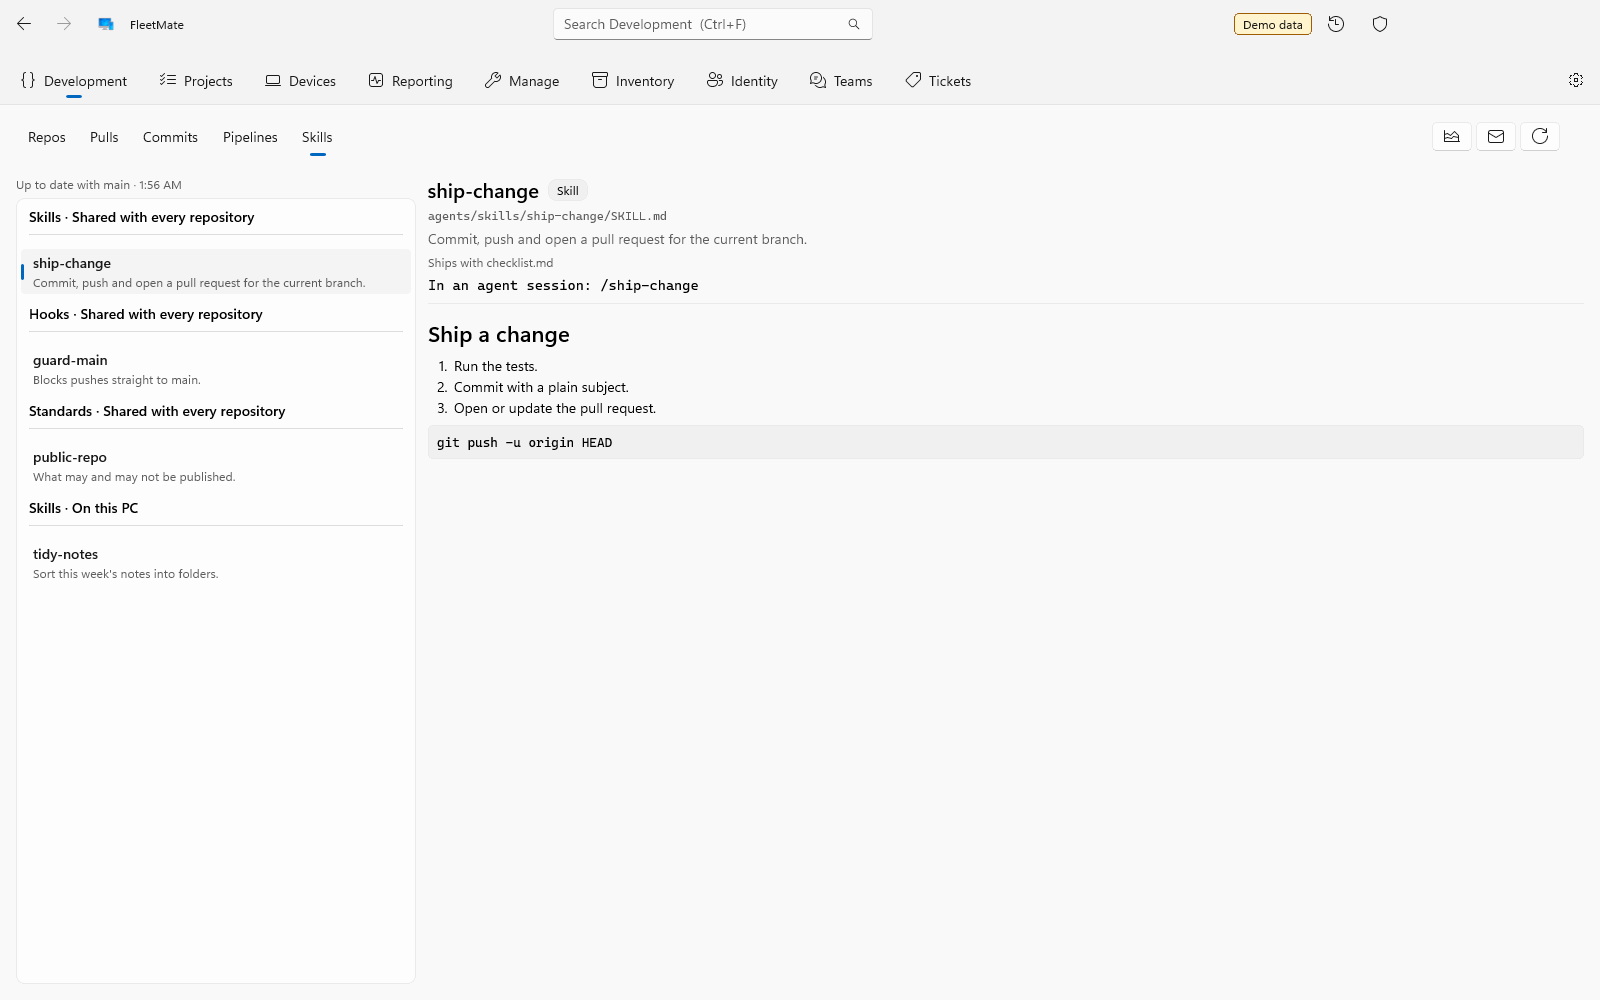 FleetMate
Search Development (Ctrl+F)
Demo data
Development
Projects
Devices
Reporting
Manage
Inventory
Identity
Teams
Tickets
Repos
Pulls
Commits
Pipelines
Skills
Up to date with main · 1:56 AM
Skills · Shared with every repository
ship-change
Commit, push and open a pull request for the current branch.
Hooks · Shared with every repository
guard-main
Blocks pushes straight to main.
Standards · Shared with every repository
public-repo
What may and may not be published.
Skills · On this PC
tidy-notes
Sort this week's notes into folders.
ship-change
Skill
agents/skills/ship-change/SKILL.md
Commit, push and open a pull request for the current branch.
Ships with checklist.md
In an agent session: /ship-change
Ship a change
1. Run the tests.
2. Commit with a plain subject.
3. Open or update the pull request.
git push -u origin HEAD